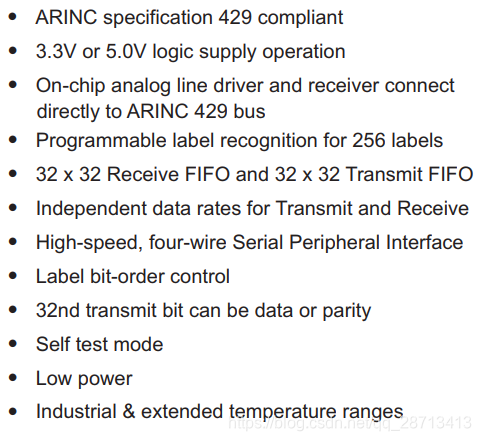 • ARINC specification 429 compliant
• 3.3V or 5.0V logic supply operation
• On-chip analog line driver and receiver connect
directly to ARINC 429 bus
• Programmable label recognition for 256 labels
• 32 x 32 Receive FIFO and 32 x 32 Transmit FIFO
• Independent data rates for Transmit and Receive
• High-speed, four-wire Serial Peripheral Interface
• Label bit-order control
• 32nd transmit bit can be data or parity
• Self test mode
• Low power
• Industrial & extended temperature ranges
https://blog.csdn.net/qq_28713413